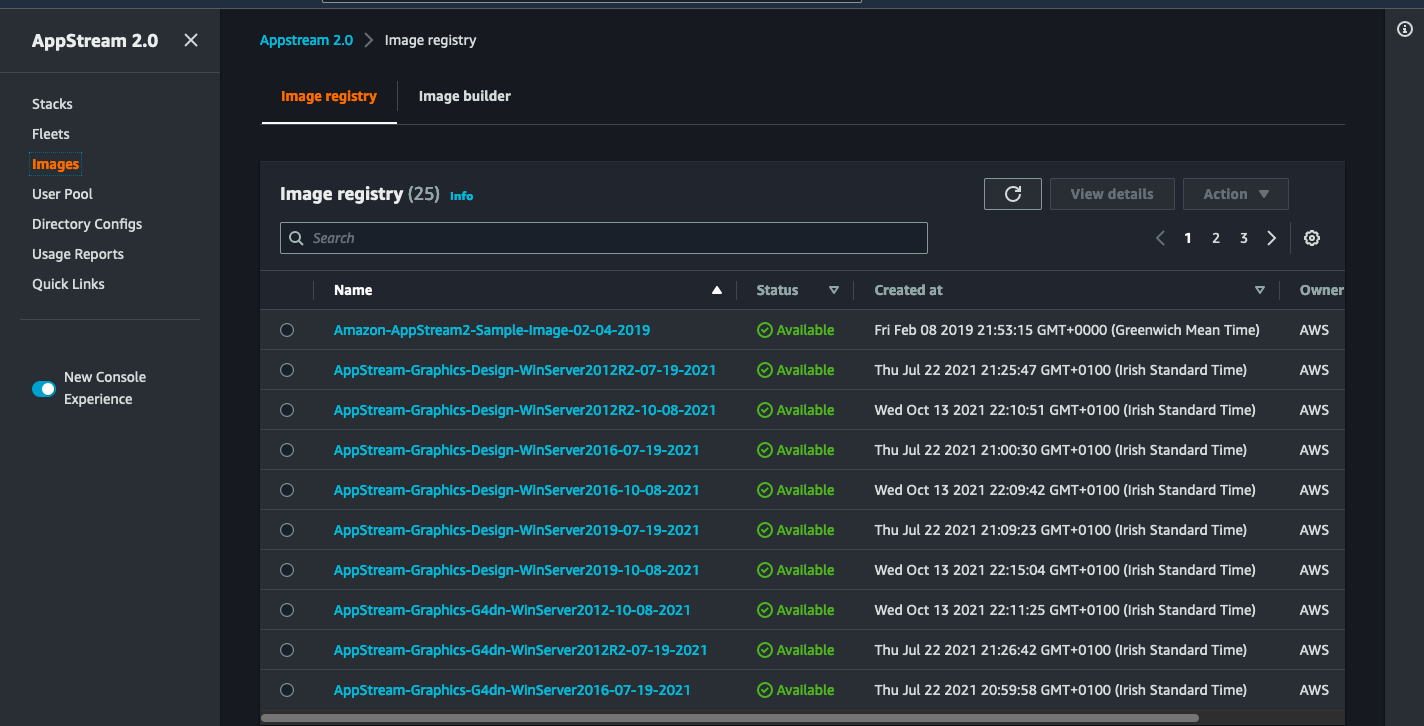 AppStream 2.0
Appstream 2.0 Image registry
Stacks
Fleets
Images
User Pool
Directory Configs
Usage Reports
Quick Links
New Console
Experience
Image registry Image builder
Image registry (25) Info
View details Action
Search
1 2 3
Name Status Created at Owner
Amazon-AppStream2-Sample-Image-02-04-2019 Available Fri Feb 08 2019 21:53:15 GMT+0000 (Greenwich Mean Time) AWS
AppStream-Graphics-Design-WinServer2012R2-07-19-2021 Available Thu Jul 22 2021 21:25:47 GMT+0100 (Irish Standard Time) AWS
AppStream-Graphics-Design-WinServer2012R2-10-08-2021 Available Wed Oct 13 2021 22:10:51 GMT+0100 (Irish Standard Time) AWS
AppStream-Graphics-Design-WinServer2016-07-19-2021 Available Thu Jul 22 2021 21:00:30 GMT+0100 (Irish Standard Time) AWS
AppStream-Graphics-Design-WinServer2016-10-08-2021 Available Wed Oct 13 2021 22:09:42 GMT+0100 (Irish Standard Time) AWS
AppStream-Graphics-Design-WinServer2019-07-19-2021 Available Thu Jul 22 2021 21:09:23 GMT+0100 (Irish Standard Time) AWS
AppStream-Graphics-Design-WinServer2019-10-08-2021 Available Wed Oct 13 2021 22:15:04 GMT+0100 (Irish Standard Time) AWS
AppStream-Graphics-G4dn-WinServer2012-10-08-2021 Available Wed Oct 13 2021 22:11:25 GMT+0100 (Irish Standard Time) AWS
AppStream-Graphics-G4dn-WinServer2012R2-07-19-2021 Available Thu Jul 22 2021 21:26:42 GMT+0100 (Irish Standard Time) AWS
AppStream-Graphics-G4dn-WinServer2016-07-19-2021 Available Thu Jul 22 2021 20:59:58 GMT+0100 (Irish Standard Time) AWS